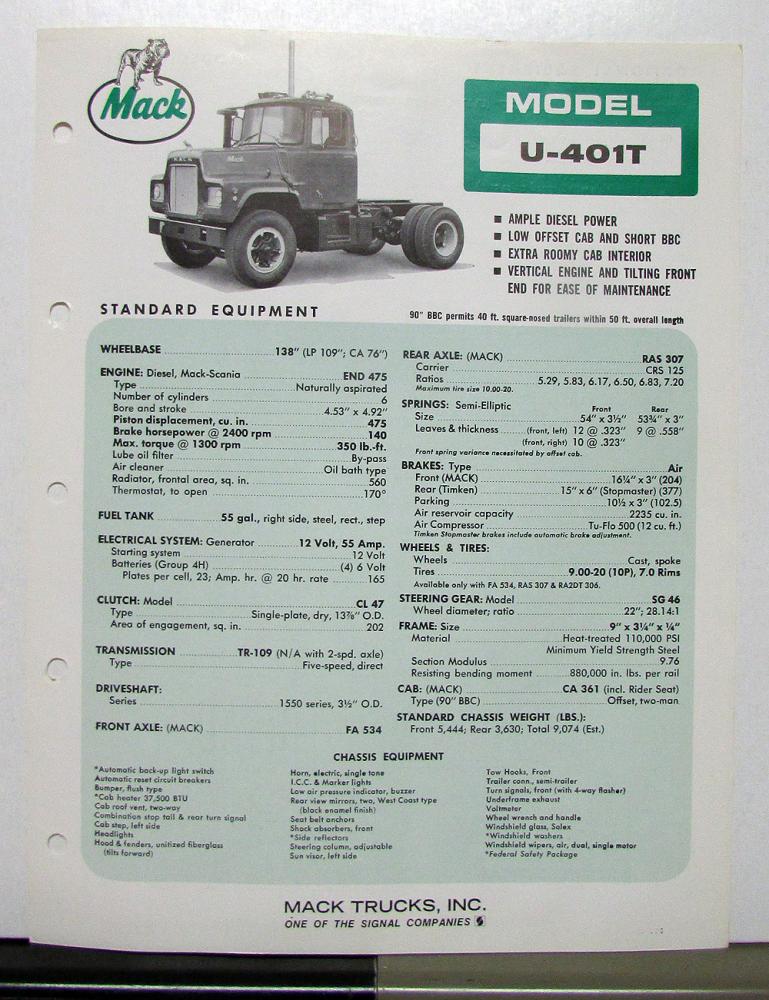 Mack
MODEL
U-401T
MACK
Mack
■ AMPLE DIESEL POWER
■ LOW OFFSET CAB AND SHORT BBC
■ EXTRA ROOMY CAB INTERIOR
■ VERTICAL ENGINE AND TILTING FRONT
END FOR EASE OF MAINTENANCE
STANDARD EQUIPMENT
90" BBC permits 40 ft. square-nosed trailers within 50 ft. overall length
WHEELBASE 138" (LP 109"; CA 76")
ENGINE: Diesel, Mack-Scania END 475
Type Naturally aspirated
Number of cylinders 6
Bore and stroke 4.53" x 4.92"
Piston displacement, cu. in. 475
Brake horsepower @ 2400 rpm 140
Max. torque @ 1300 rpm 350 lb.-ft.
Lube oil filter By-pass
Air cleaner Oil bath type
Radiator, frontal area, sq. in. 560
Thermostat, to open 170°
FUEL TANK 55 gal., right side, steel, rect., step
ELECTRICAL SYSTEM: Generator 12 Volt, 55 Amp.
Starting system 12 Volt
Batteries (Group 4H) (4) 6 Volt
Plates per cell, 23; Amp. hr. @ 20 hr. rate 165
CLUTCH: Model CL 47
Type Single-plate, dry, 13⅞" O.D.
Area of engagement, sq. in. 202
TRANSMISSION TR-109 (N/A with 2-spd. axle)
Type Five-speed, direct
DRIVESHAFT:
Series 1550 series, 3½" O.D.
FRONT AXLE: (MACK) FA 534
REAR AXLE: (MACK) RAS 307
Carrier CRS 125
Ratios 5.29, 5.83, 6.17, 6.50, 6.83, 7.20
Maximum tire size 10.00-20.
SPRINGS: Semi-Elliptic Front Rear
Size 54" x 3½" 53¾" x 3"
Leaves & thickness (front, left) 12 @ .323" 9 @ .558"
(front, right) 10 @ .323"
Front spring variance necessitated by offset cab.
BRAKES: Type Air
Front (MACK) 16¼" x 3" (204)
Rear (Timken) 15" x 6" (Stopmaster) (377)
Parking 10½ x 3" (102.5)
Air reservoir capacity 2235 cu. in.
Air Compressor Tu-Flo 500 (12 cu. ft.)
Timken Stopmaster brakes include automatic brake adjustment.
WHEELS & TIRES:
Wheels Cast, spoke
Tires 9.00-20 (10P), 7.0 Rims
Available only with FA 534, RAS 307 & RA2DT 306.
STEERING GEAR: Model SG 46
Wheel diameter; ratio 22"; 28.14:1
FRAME: Size 9" x 3¼" x ¼"
Material Heat-treated 110,000 PSI
Minimum Yield Strength Steel
Section Modulus 9.76
Resisting bending moment 880,000 in. lbs. per rail
CAB: (MACK) CA 361 (incl. Rider Seat)
Type (90" BBC) Offset, two-man
STANDARD CHASSIS WEIGHT (LBS.):
Front 5,444; Rear 3,630; Total 9,074 (Est.)
CHASSIS EQUIPMENT
*Automatic back-up light switch
Automatic reset circuit breakers
Bumper, flush type
*Cab heater 37,500 BTU
Cab roof vent, two-way
Combination stop tail & rear turn signal
Cab step, left side
Headlights
Hood & fenders, unitized fiberglass
(tilts forward)
Horn, electric, single tone
I.C.C. & Marker lights
Low air pressure indicator, buzzer
Rear view mirrors, two, West Coast type
(black enamel finish)
Seat belt anchors
Shock absorbers, front
*Side reflectors
Steering column, adjustable
Sun visor, left side
Tow Hooks, Front
Trailer conn., semi-trailer
Turn signals, front (with 4-way flasher)
Underframe exhaust
Voltmeter
Wheel wrench and handle
Windshield glass, Solex
*Windshield washers
Windshield wipers, air, dual, single motor
*Federal Safety Package
MACK TRUCKS, INC.
ONE OF THE SIGNAL COMPANIES